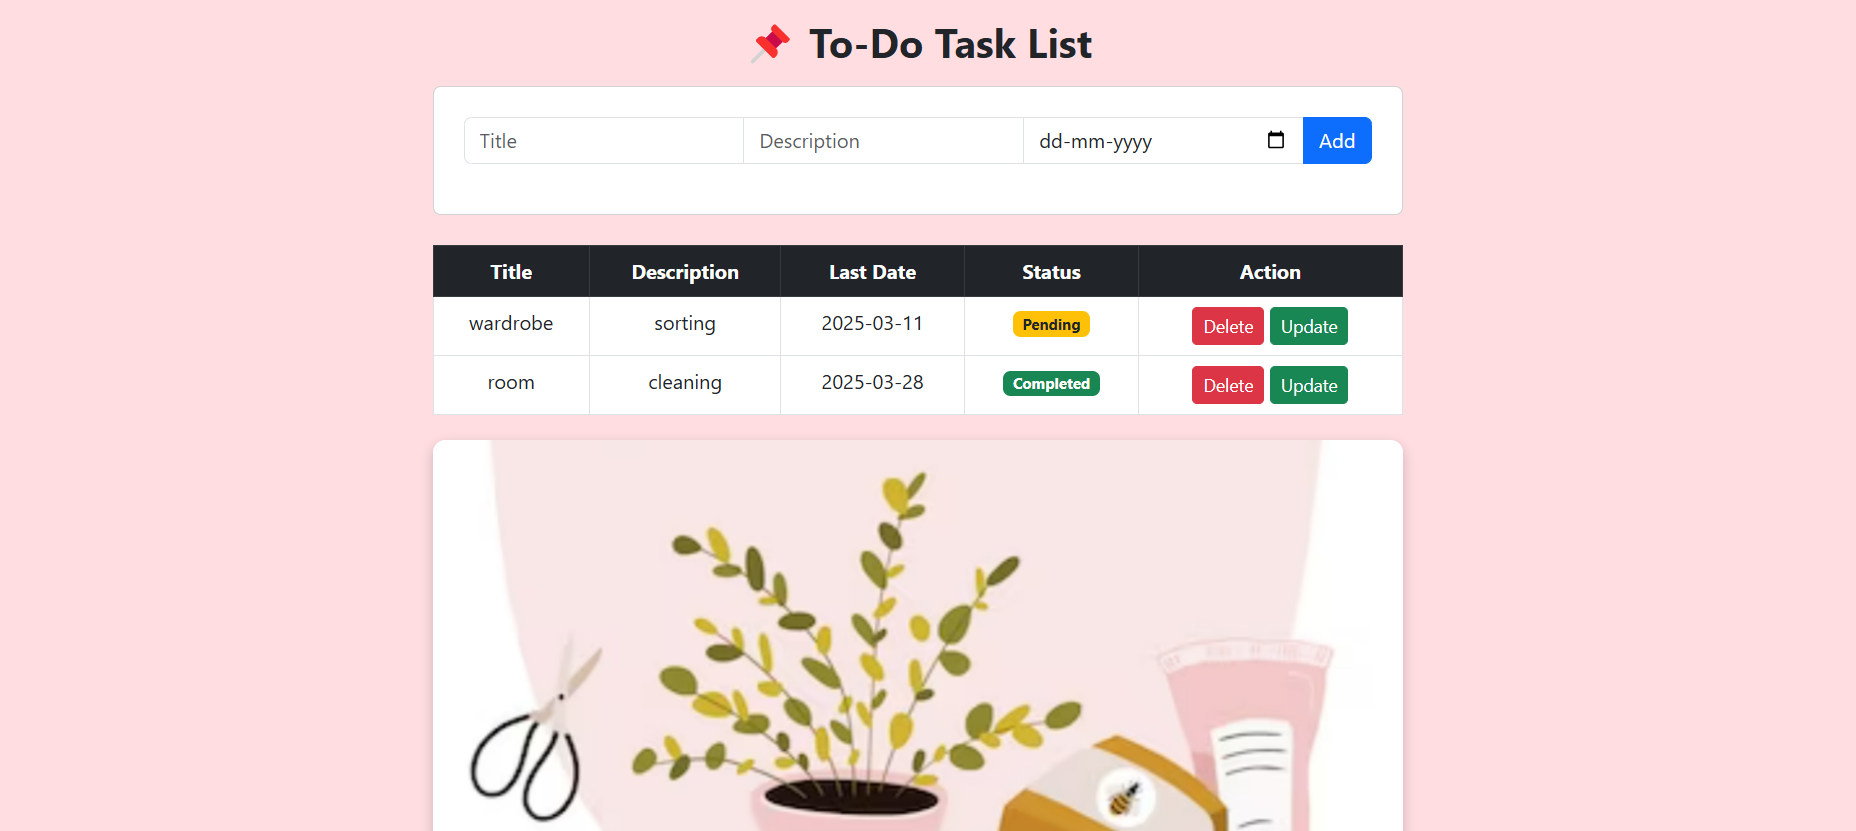 To-Do Task List
Title Description dd-mm-yyyy Add
Title Description Last Date Status Action
wardrobe sorting 2025-03-11 Pending Delete Update
room cleaning 2025-03-28 Completed Delete Update